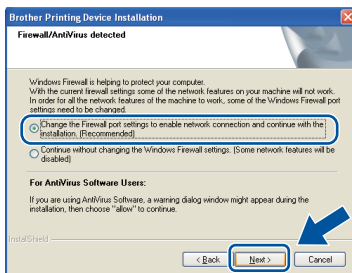 Brother Printing Device Installation
Firewall/AntiVirus detected
Windows Firewall is helping to protect your computer.
With the current firewall settings some of the network features on your machine will not work.
In order for all the network features of the machine to work, some of the Windows Firewall port
settings need to be changed.
Change the Firewall port settings to enable network connection and continue with the
installation. (Recommended)
Continue without changing the Windows Firewall settings. (Some network features will be
disabled)
For AntiVirus Software Users:
If you are using AntiVirus Software, a warning dialog window might appear during the
installation, then choose "allow" to continue.
InstallShield
< Back
Next >
Cancel